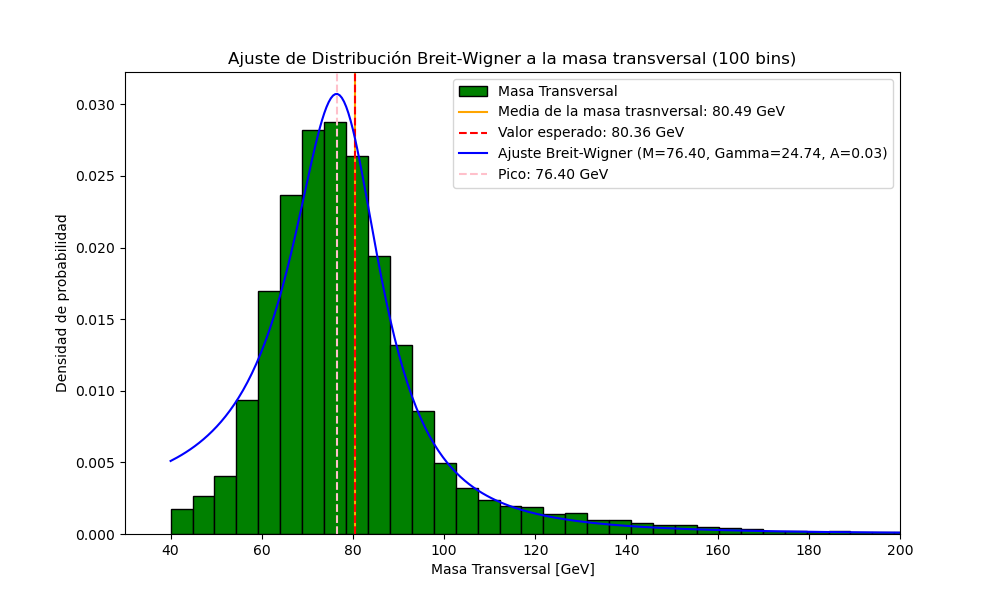 Ajuste de Distribución Breit-Wigner a la masa transversal (100 bins)
Masa Transversal
Media de la masa trasnversal: 80.49 GeV
Valor esperado: 80.36 GeV
Ajuste Breit-Wigner (M=76.40, Gamma=24.74, A=0.03)
Pico: 76.40 GeV
Densidad de probabilidad
0.030
0.025
0.020
0.015
0.010
0.005
0.000
40 60 80 100 120 140 160 180 200
Masa Transversal [GeV]